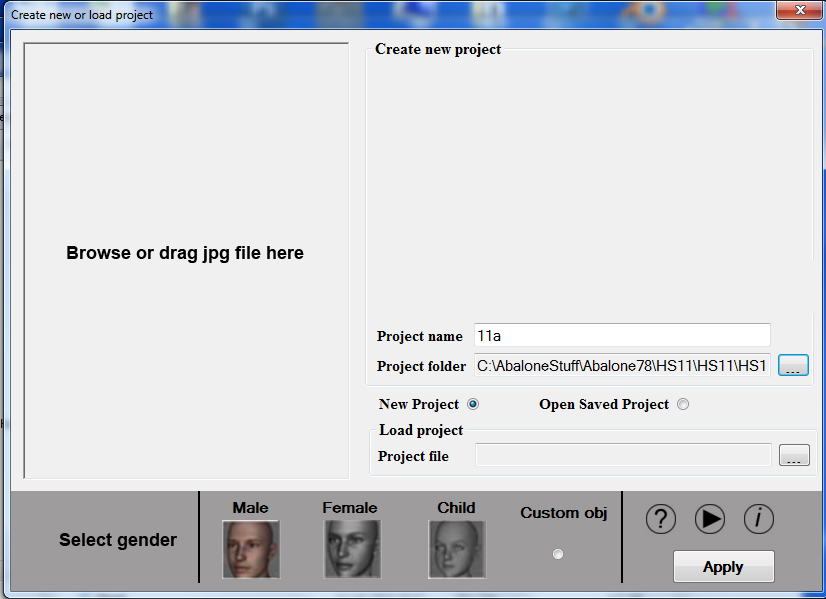 Create new or load project
Create new project
Browse or drag jpg file here
Project name 11a
Project folder C:\AbaloneStuff\Abalone78\HS11\HS11\HS1 ...
New Project Open Saved Project
Load project
Project file ...
Select gender
Male Female Child Custom obj
? i
Apply